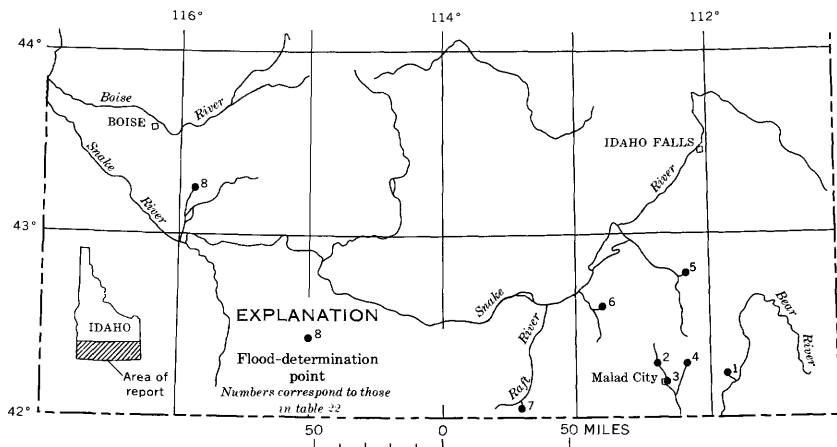 116° 114° 112°
44°
Boise River
BOISE
IDAHO FALLS
Snake River
River
8
43°
5
IDAHO
Area of report
EXPLANATION
8
Flood-determination point
Numbers correspond to those in table 22
Snake River
6
Raft
7
2
4
Malad City
3
1
Bear River
42°
50 0 50 MILES